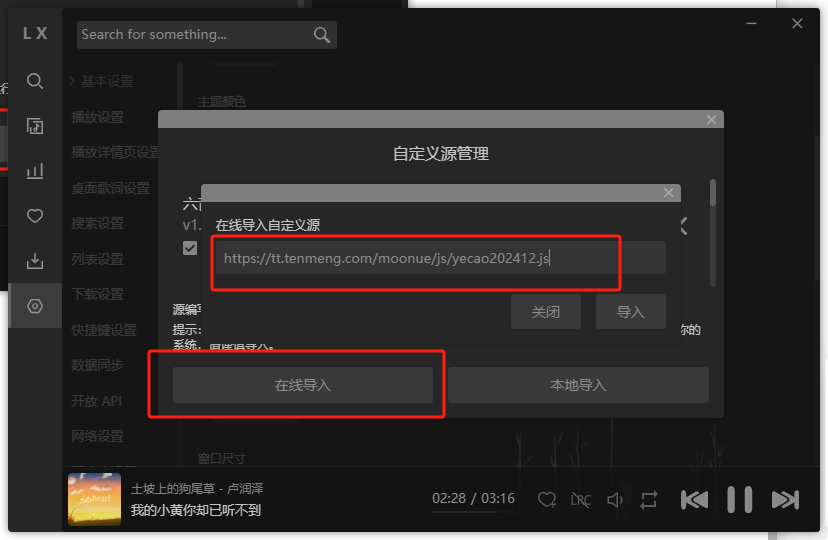 L X
Search for something...
基本设置
播放设置
播放详情页设置
桌面歌词设置
搜索设置
列表设置
下载设置
快捷键设置
数据同步
开放 API
网络设置
主题颜色
自定义源管理
v1.
在线导入自定义源
https://tt.tenmeng.com/moonue/js/yecao202412.js
关闭
导入
源编写
提示:
你的
系统,
在线导入
本地导入
窗口尺寸
土坡上的狗尾草 - 卢润泽
我的小黄你却已听不到
02:28 / 03:16
LRC